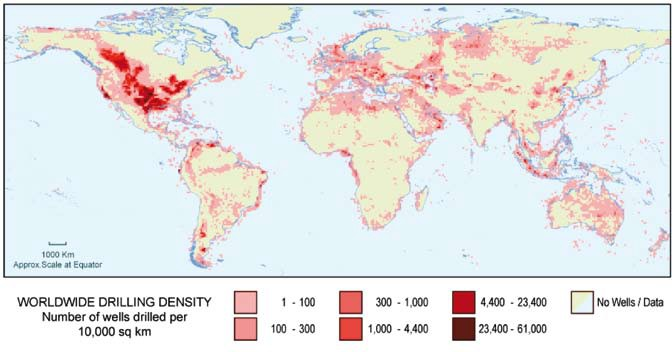 1000 Km
Approx.Scale at Equator
WORLDWIDE DRILLING DENSITY
Number of wells drilled per
10,000 sq km
1 - 100
300 - 1,000
4,400 - 23,400
No Wells / Data
100 - 300
1,000 - 4,400
23,400 - 61,000